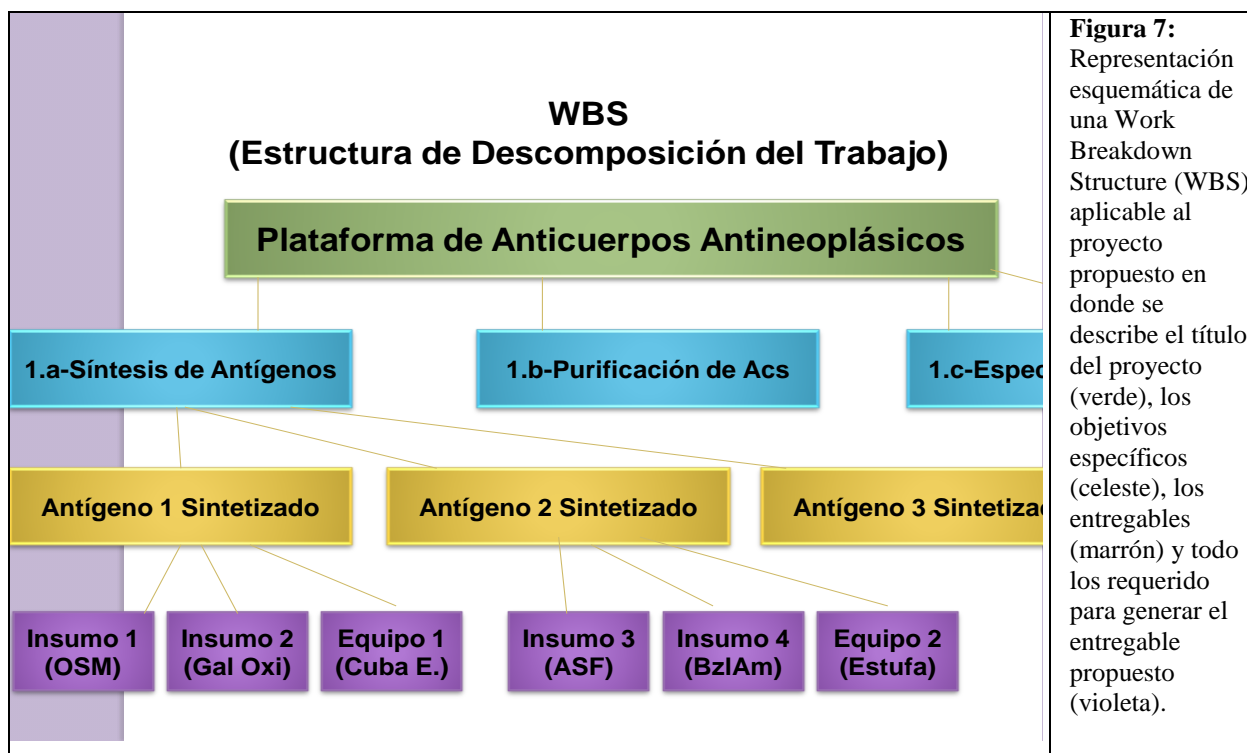 WBS
(Estructura de Descomposición del Trabajo)
Plataforma de Anticuerpos Antineoplásicos
1.a-Síntesis de Antígenos
1.b-Purificación de Acs
1.c-Espec
Antígeno 1 Sintetizado
Antígeno 2 Sintetizado
Antígeno 3 Sintetiza
Insumo 1
(OSM)
Insumo 2
(Gal Oxi)
Equipo 1
(Cuba E.)
Insumo 3
(ASF)
Insumo 4
(BzlAm)
Equipo 2
(Estufa)
Figura 7:
Representación
esquemática de
una Work
Breakdown
Structure (WBS)
aplicable al
proyecto
propuesto en
donde se
describe el título
del proyecto
(verde), los
objetivos
específicos
(celeste), los
entregables
(marrón) y todo
los requerido
para generar el
entregable
propuesto
(violeta).